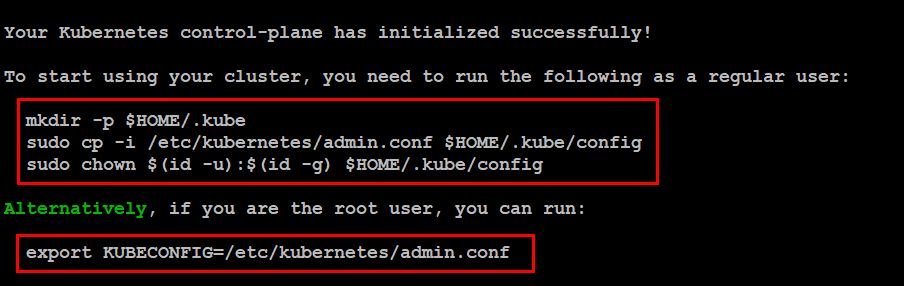 Your Kubernetes control-plane has initialized successfully!
To start using your cluster, you need to run the following as a regular user:
mkdir -p $HOME/.kube
sudo cp -i /etc/kubernetes/admin.conf $HOME/.kube/config
sudo chown $(id -u):$(id -g) $HOME/.kube/config
Alternatively, if you are the root user, you can run:
export KUBECONFIG=/etc/kubernetes/admin.conf